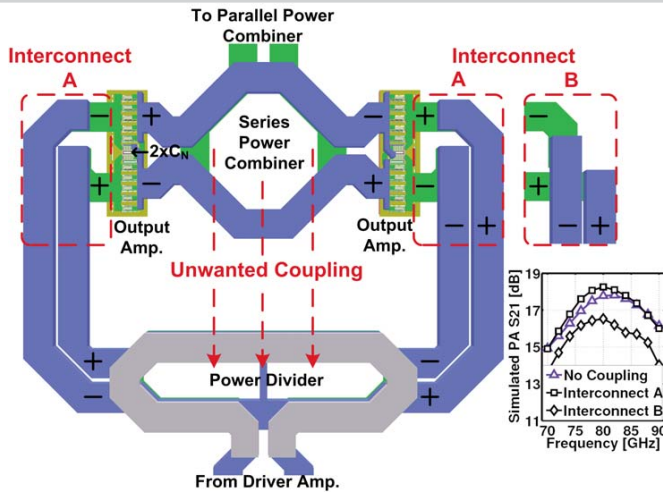 To Parallel Power
Combiner
Interconnect
A
Interconnect
A B
− + − + −
Series
Power
Combiner
←2xC_N
+ − + − + − + − +
Output
Amp.
Output
Amp.
Unwanted Coupling
+ −
Power Divider
− +
From Driver Amp.
Simulated PA S21 [dB]
19
17
15
13
11
No Coupling
Interconnect A
Interconnect B
70 75 80 85 90
Frequency [GHz]